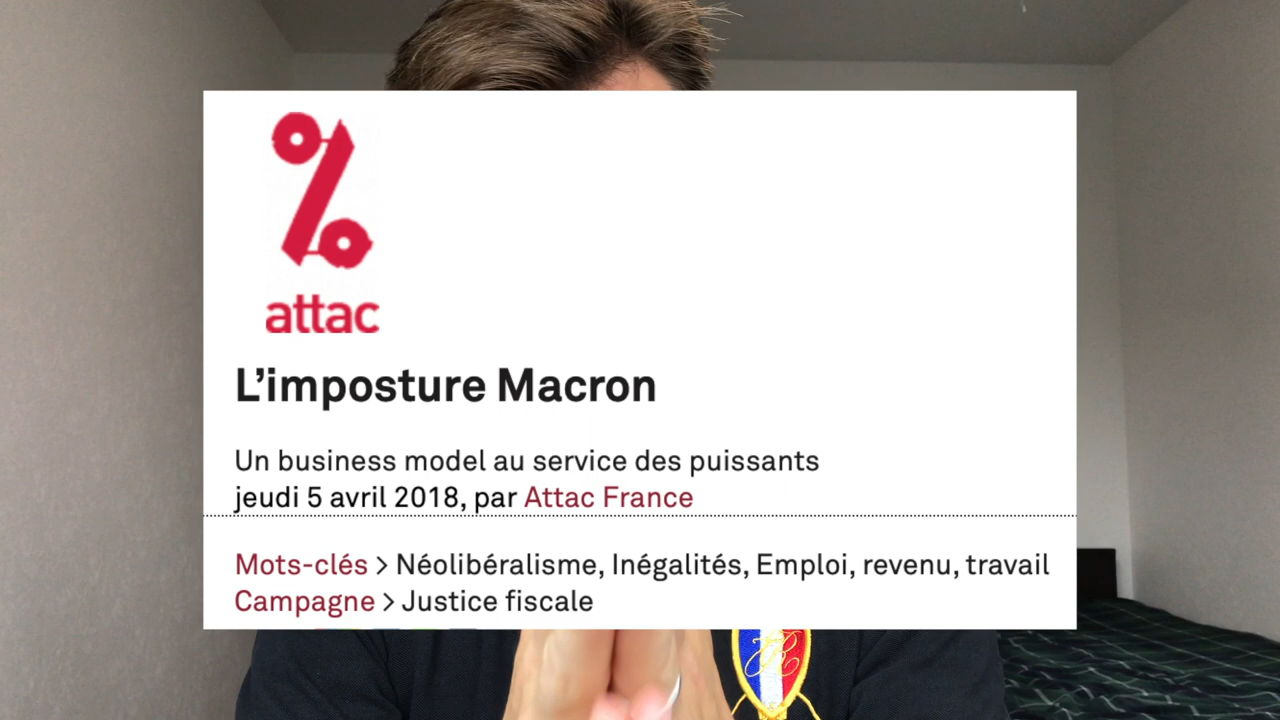 attac
L’imposture Macron
Un business model au service des puissants
jeudi 5 avril 2018, par Attac France
Mots-clés > Néolibéralisme, Inégalités, Emploi, revenu, travail
Campagne > Justice fiscale